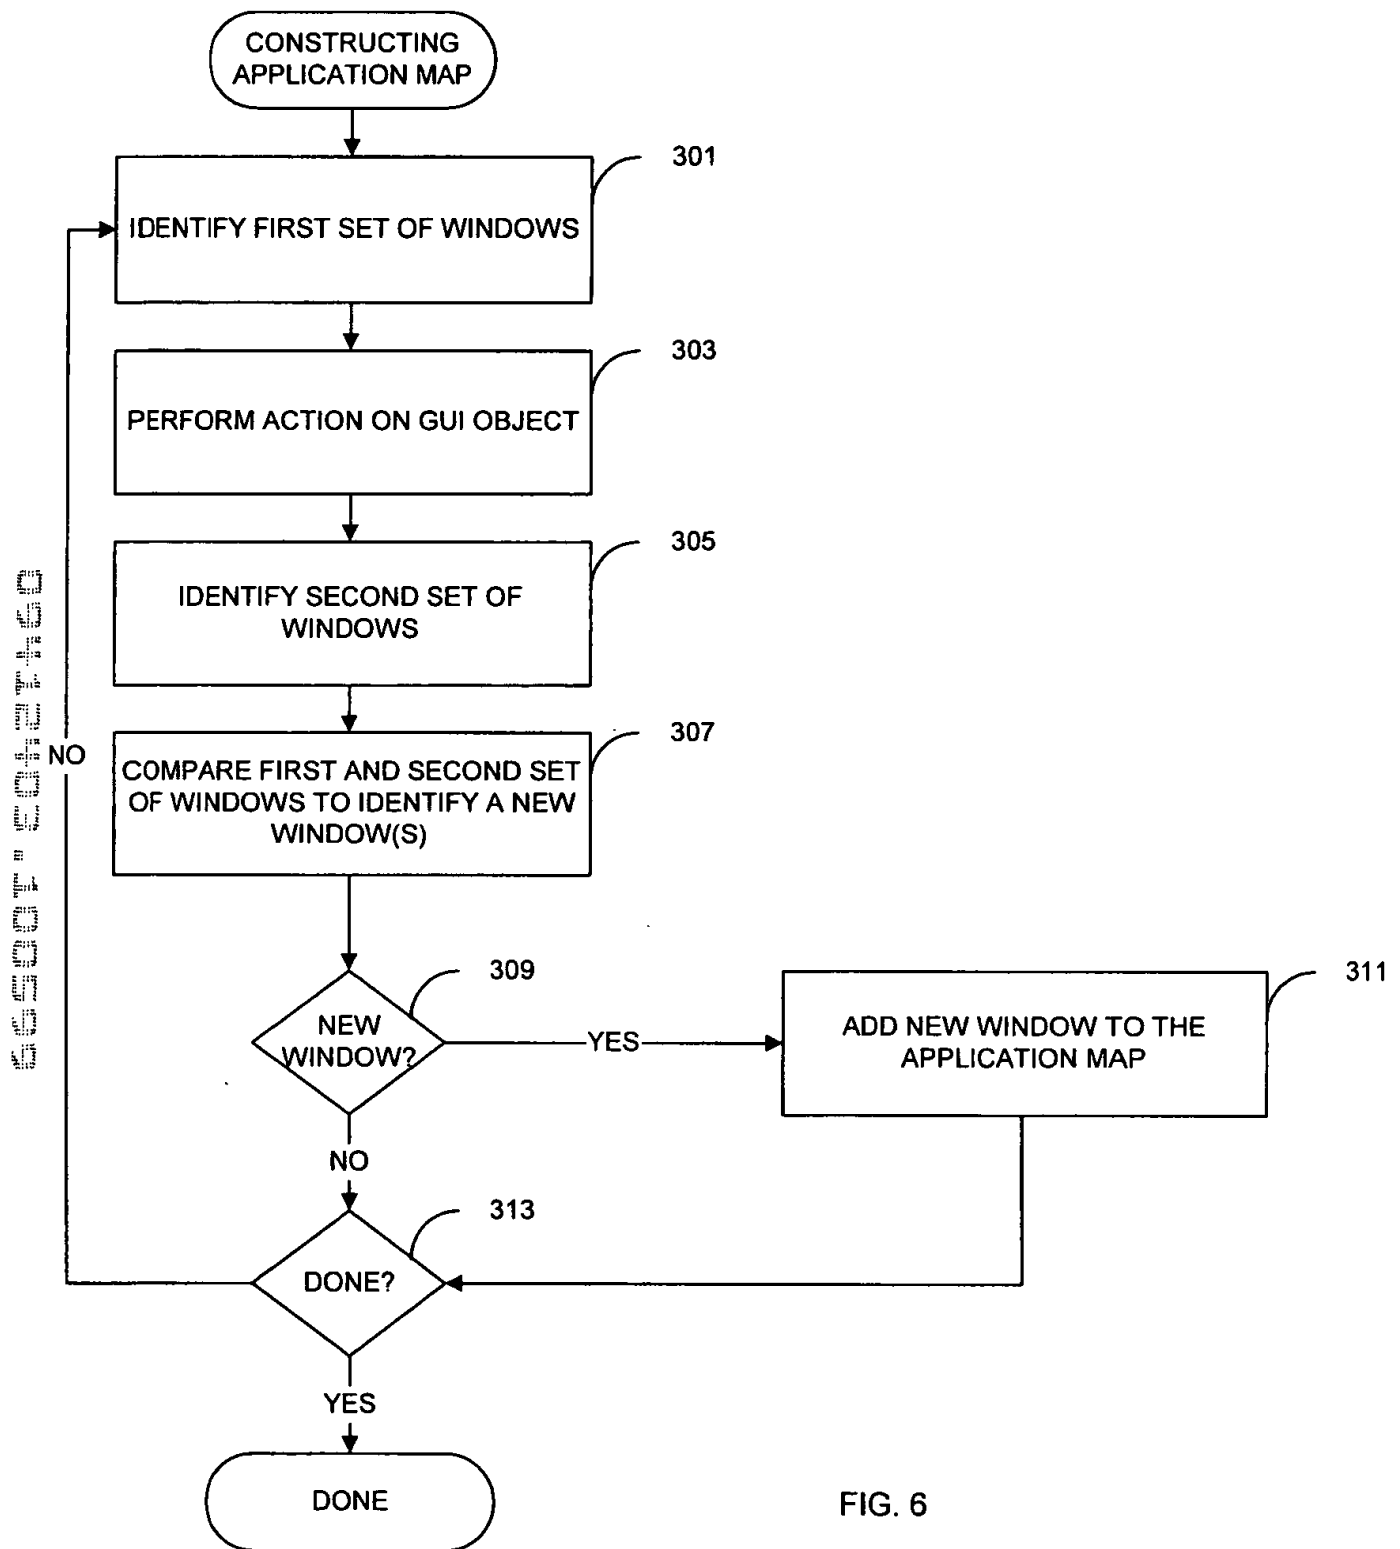 CONSTRUCTING
APPLICATION MAP
301
IDENTIFY FIRST SET OF WINDOWS
303
PERFORM ACTION ON GUI OBJECT
305
IDENTIFY SECOND SET OF
WINDOWS
307
NO
COMPARE FIRST AND SECOND SET
OF WINDOWS TO IDENTIFY A NEW
WINDOW(S)
309
311
NEW
WINDOW?
YES
ADD NEW WINDOW TO THE
APPLICATION MAP
NO
313
DONE?
YES
DONE
FIG. 6